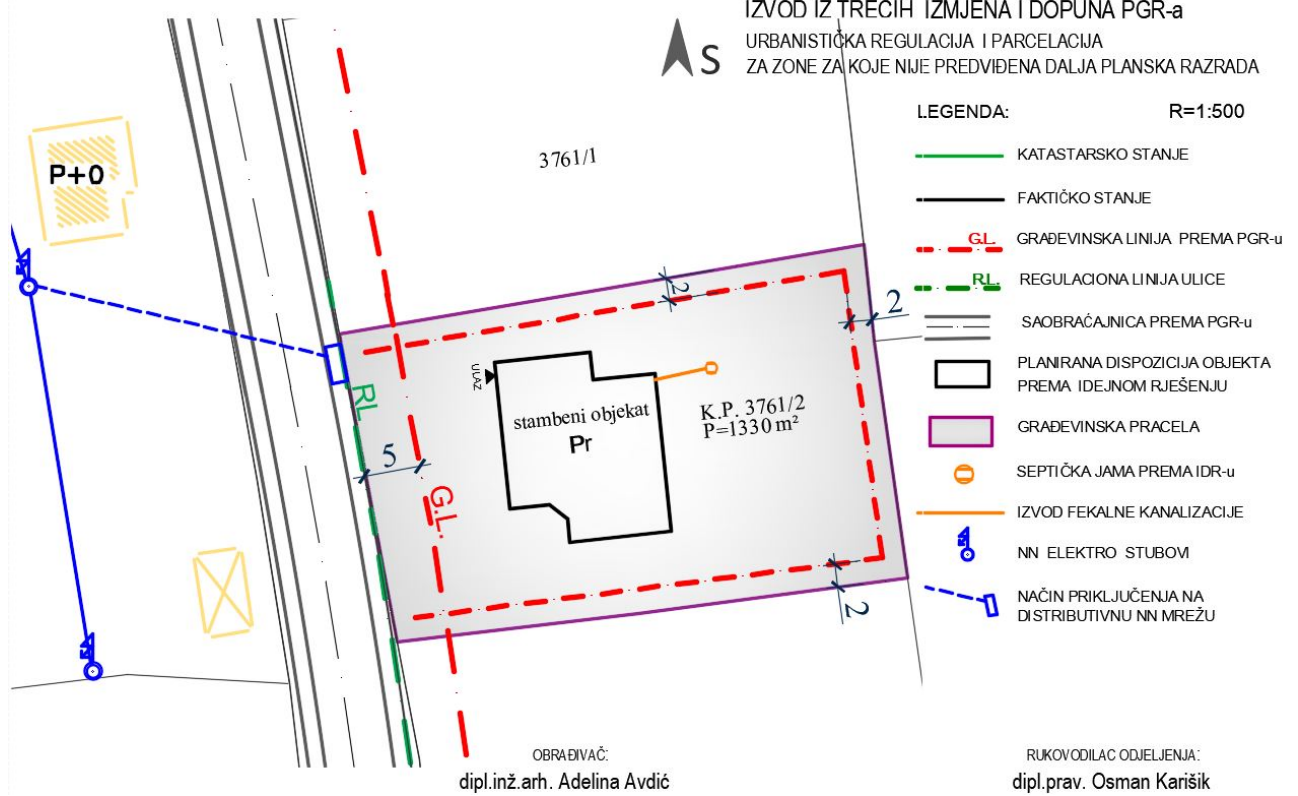 IZVOD IZ TREĆIH IZMJENA I DOPUNA PGR-a
URBANISTIČKA REGULACIJA I PARCELACIJA
ZA ZONE ZA KOJE NIJE PREDVIĐENA DALJA PLANSKA RAZRADA
S
LEGENDA:
R=1:500
KATASTARSKO STANJE
FAKTIČKO STANJE
G.L. GRAĐEVINSKA LINIJA PREMA PGR-u
RL. REGULACIONA LINIJA ULICE
SAOBRAĆAJNICA PREMA PGR-u
PLANIRANA DISPOZICIJA OBJEKTA
PREMA IDEJNOM RJEŠENJU
GRAĐEVINSKA PRACELA
SEPTIČKA JAMA PREMA IDR-u
IZVOD FEKALNE KANALIZACIJE
NN ELEKTRO STUBOVI
NAČIN PRIKLJUČENJA NA
DISTRIBUTIVNU NN MREŽU
P+0
3761/1
2
2
ULAZ
RL
stambeni objekat
Pr
K.P. 3761/2
P=1330 m²
5
G.L.
2
OBRAĐIVAČ:
dipl.inž.arh. Adelina Avdić
RUKOVODILAC ODJELJENJA:
dipl.prav. Osman Karišik